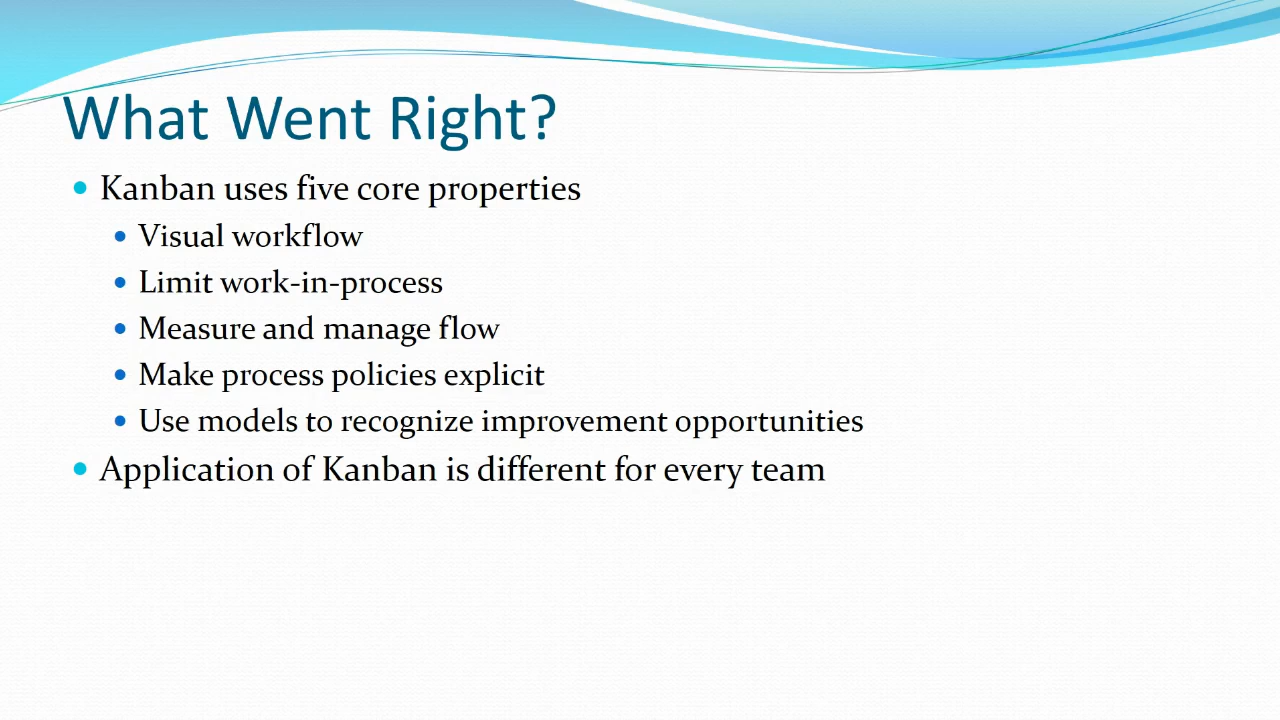 What Went Right?
Kanban uses five core properties
Visual workflow
Limit work-in-process
Measure and manage flow
Make process policies explicit
Use models to recognize improvement opportunities
Application of Kanban is different for every team